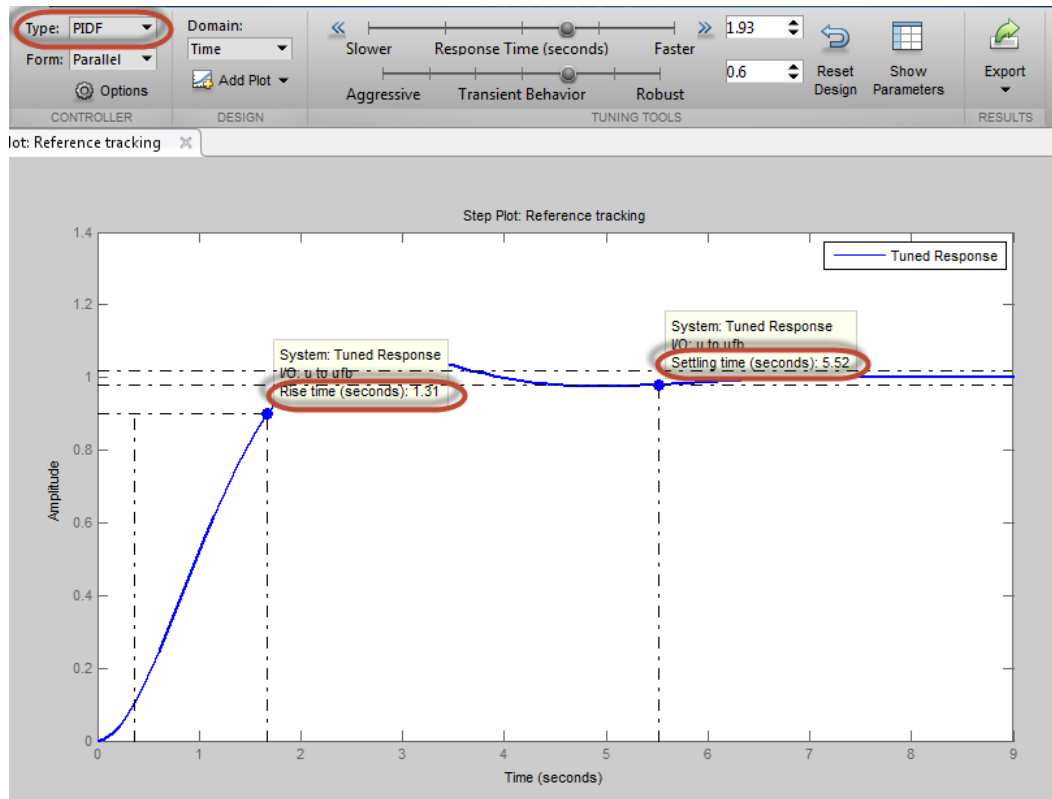 Type: PIDF
Domain:
Slower Response Time (seconds) Faster
1.93
Form: Parallel
Time
Add Plot
Options
Aggressive Transient Behavior Robust
0.6
Reset Design
Show Parameters
Export
CONTROLLER
DESIGN
TUNING TOOLS
RESULTS
lot: Reference tracking
Step Plot: Reference tracking
Tuned Response
System: Tuned Response
I/O: u to ufb
Rise time (seconds): 1.31
System: Tuned Response
I/O: u to ufb
Settling time (seconds): 5.52
Amplitude
1.4
1.2
1
0.8
0.6
0.4
0.2
0
0 1 2 3 4 5 6 7 8 9
Time (seconds)